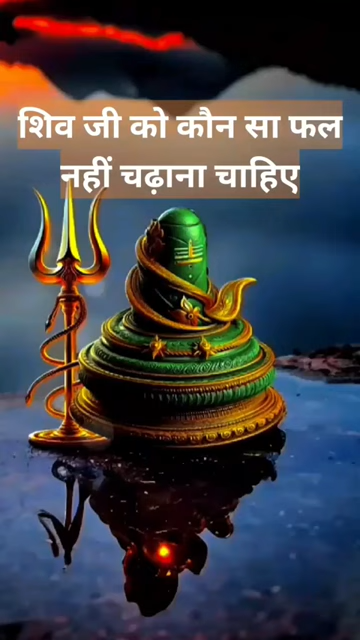 शिव जी को कौन सा फल
नहीं चढ़ाना चाहिए